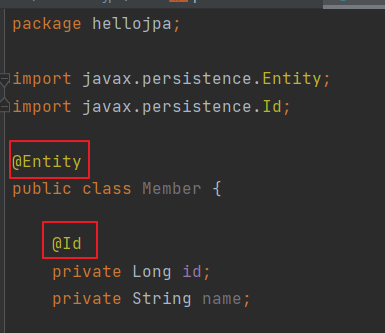 package hellojpa;
import javax.persistence.Entity;
import javax.persistence.Id;
@Entity
public class Member {
@Id
private Long id;
private String name;